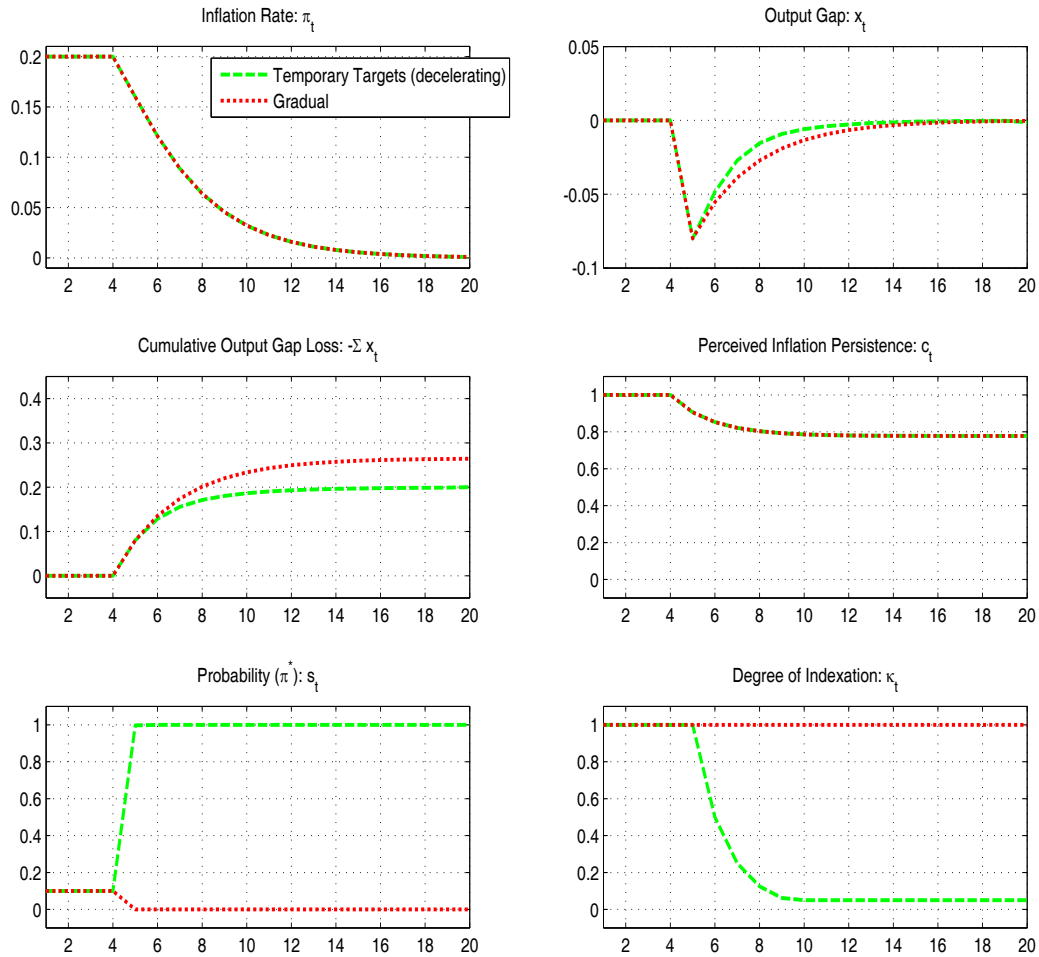 Inflation Rate: π_t
Output Gap: x_t
0.2
0.15
0.1
0.05
0
Temporary Targets (decelerating)
Gradual
2 4 6 8 10 12 14 16 18 20
0.05
0
-0.05
-0.1
2 4 6 8 10 12 14 16 18 20
Cumulative Output Gap Loss: -Σ x_t
Perceived Inflation Persistence: c_t
0.4
0.3
0.2
0.1
0
2 4 6 8 10 12 14 16 18 20
1
0.8
0.6
0.4
0.2
0
2 4 6 8 10 12 14 16 18 20
Probability (π*): s_t
Degree of Indexation: κ_t
1
0.8
0.6
0.4
0.2
0
2 4 6 8 10 12 14 16 18 20
1
0.8
0.6
0.4
0.2
0
2 4 6 8 10 12 14 16 18 20